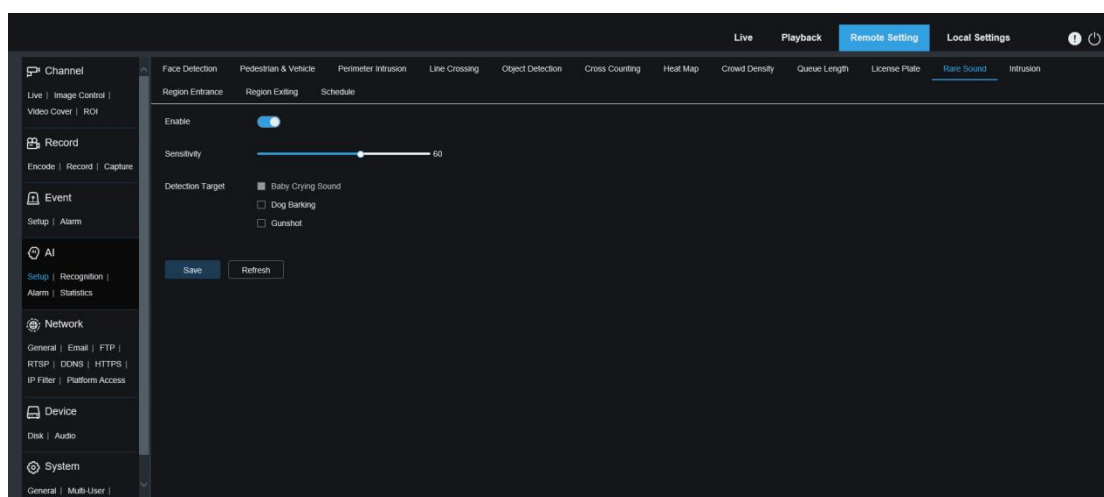 Live Playback Remote Setting Local Settings
Channel
Live | Image Control |
Video Cover | ROI
Record
Encode | Record | Capture
Event
Setup | Alarm
AI
Setup | Recognition |
Alarm | Statistics
Network
General | Email | FTP |
RTSP | DDNS | HTTPS |
IP Filter | Platform Access
Device
Disk | Audio
System
General | Multi-User |
Face Detection Pedestrian & Vehicle Perimeter Intrusion Line Crossing Object Detection Cross Counting Heat Map Crowd Density Queue Length License Plate Rare Sound Intrusion
Region Entrance Region Exiting Schedule
Enable
Sensitivity 60
Detection Target Baby Crying Sound
Dog Barking
Gunshot
Save Refresh